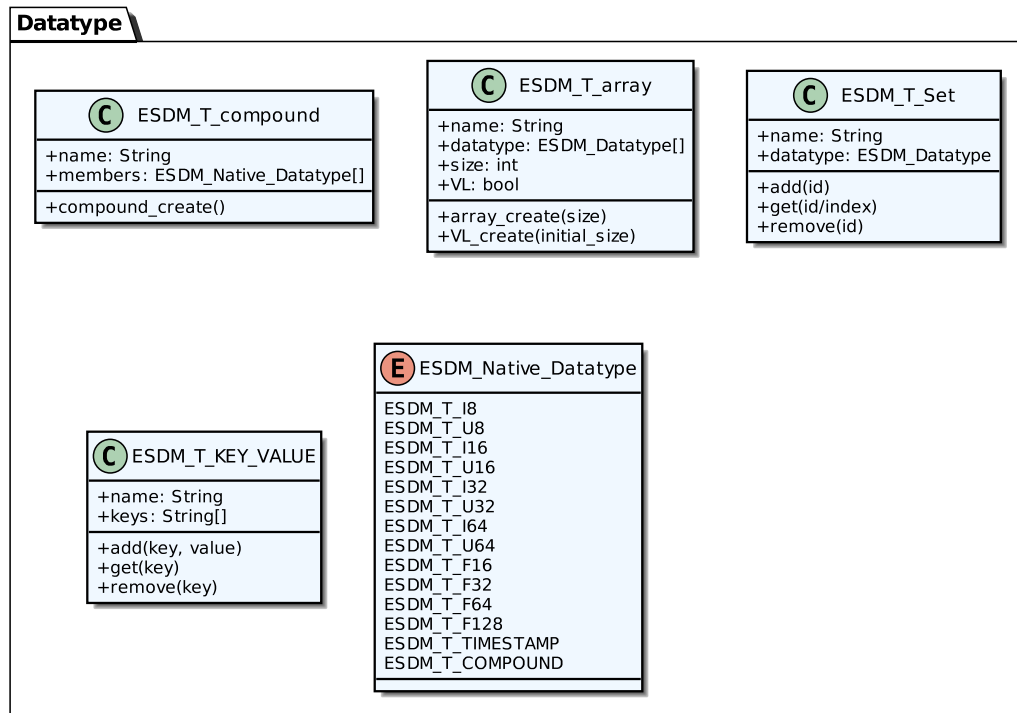 Datatype
C ESDM_T_compound
+name: String
+members: ESDM_Native_Datatype[]
+compound_create()
C ESDM_T_array
+name: String
+datatype: ESDM_Datatype[]
+size: int
+VL: bool
+array_create(size)
+VL_create(initial_size)
C ESDM_T_Set
+name: String
+datatype: ESDM_Datatype
+add(id)
+get(id/index)
+remove(id)
C ESDM_T_KEY_VALUE
+name: String
+keys: String[]
+add(key, value)
+get(key)
+remove(key)
E ESDM_Native_Datatype
ESDM_T_I8
ESDM_T_U8
ESDM_T_I16
ESDM_T_U16
ESDM_T_I32
ESDM_T_U32
ESDM_T_I64
ESDM_T_U64
ESDM_T_F16
ESDM_T_F32
ESDM_T_F64
ESDM_T_F128
ESDM_T_TIMESTAMP
ESDM_T_COMPOUND